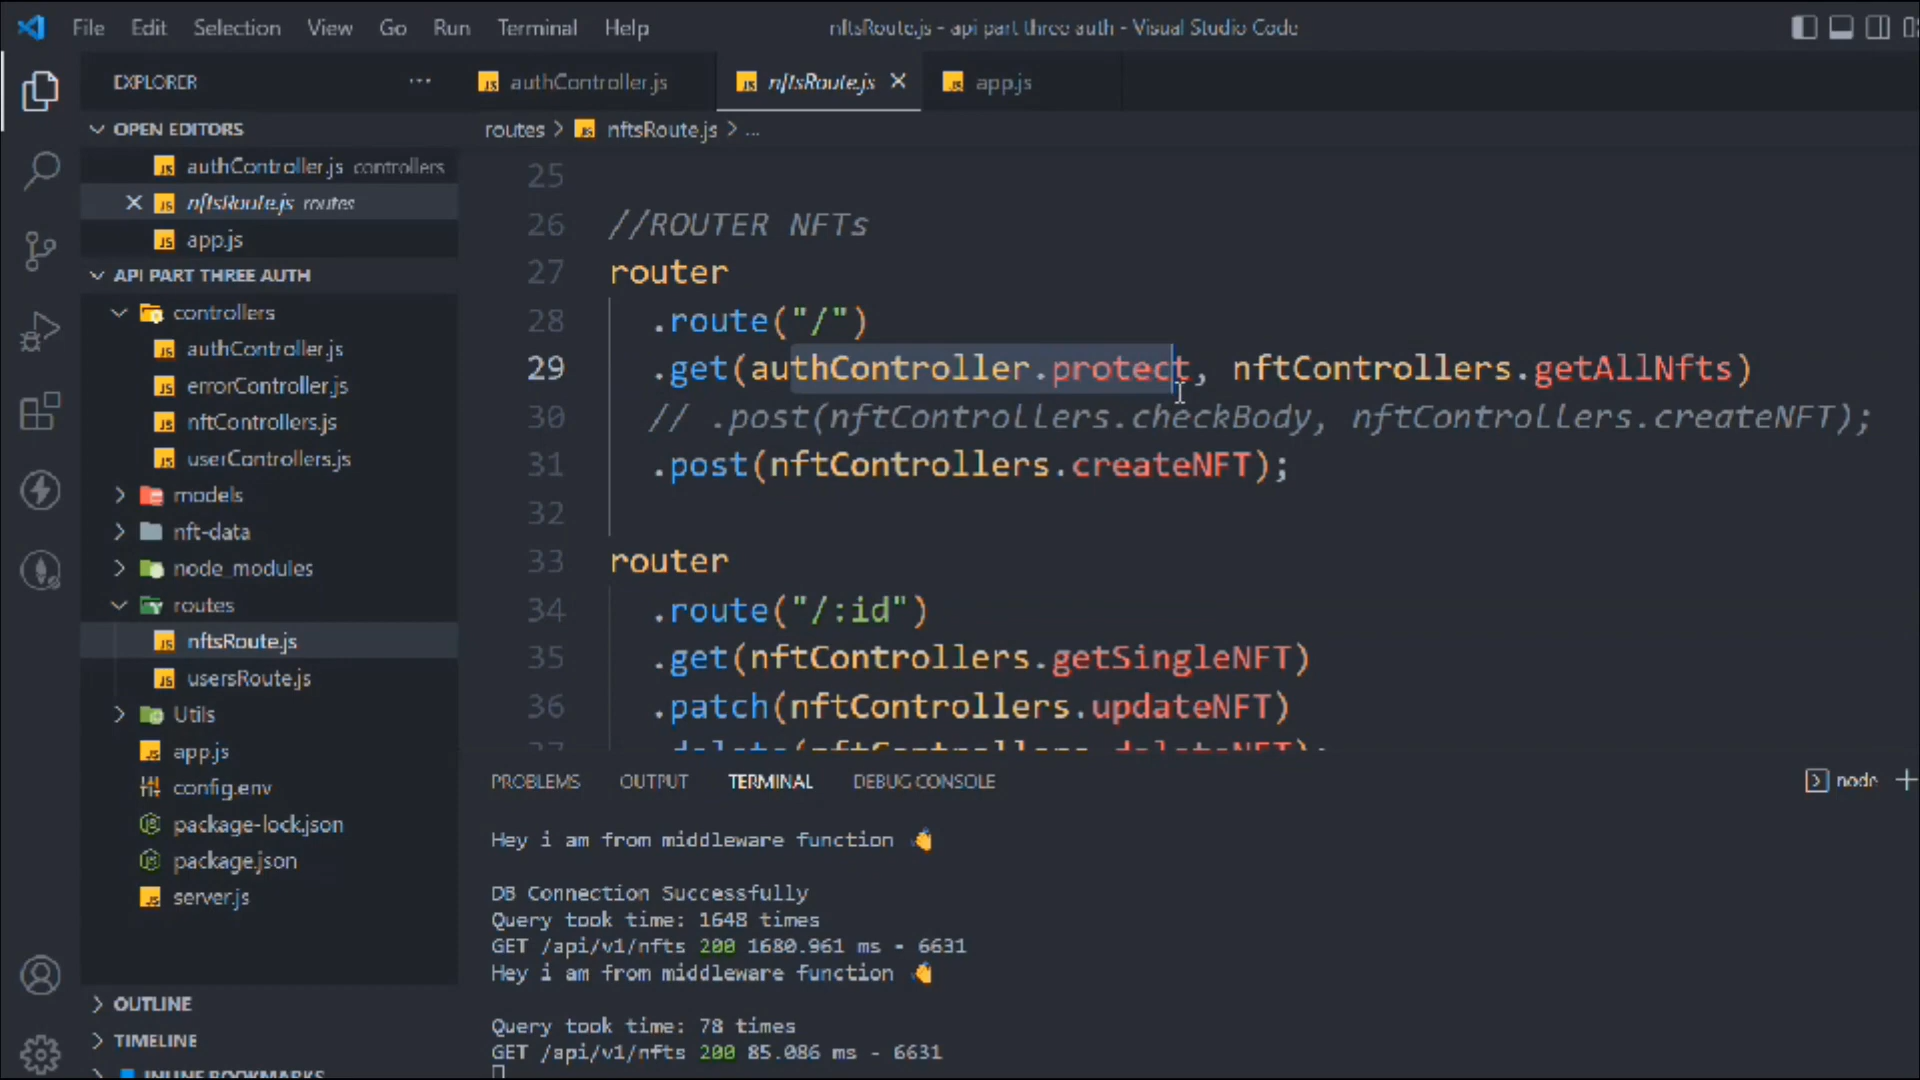 File Edit Selection View Go Run Terminal Help
nftsRoute.js - api part three auth - Visual Studio Code
EXPLORER
OPEN EDITORS
authController.js controllers
nftsRoute.js routes
app.js
API PART THREE AUTH
controllers
authController.js
errorController.js
nftControllers.js
userControllers.js
models
nft-data
node_modules
routes
nftsRoute.js
usersRoute.js
Utils
app.js
config.env
package-lock.json
package.json
server.js
OUTLINE
TIMELINE
INLINE BOOKMARKS
authController.js nftsRoute.js app.js
routes > nftsRoute.js > ...
25
26 //ROUTER NFTs
27 router
28 .route("/")
29 .get(authController.protect, nftControllers.getAllNfts)
30 // .post(nftControllers.checkBody, nftControllers.createNFT);
31 .post(nftControllers.createNFT);
32
33 router
34 .route("/:id")
35 .get(nftControllers.getSingleNFT)
36 .patch(nftControllers.updateNFT)
37 .delete(nftControllers.deleteNFT);
PROBLEMS OUTPUT TERMINAL DEBUG CONSOLE
node
Hey i am from middleware function 👋
DB Connection Successfully
Query took time: 1648 times
GET /api/v1/nfts 200 1680.961 ms - 6631
Hey i am from middleware function 👋
Query took time: 78 times
GET /api/v1/nfts 200 85.086 ms - 6631